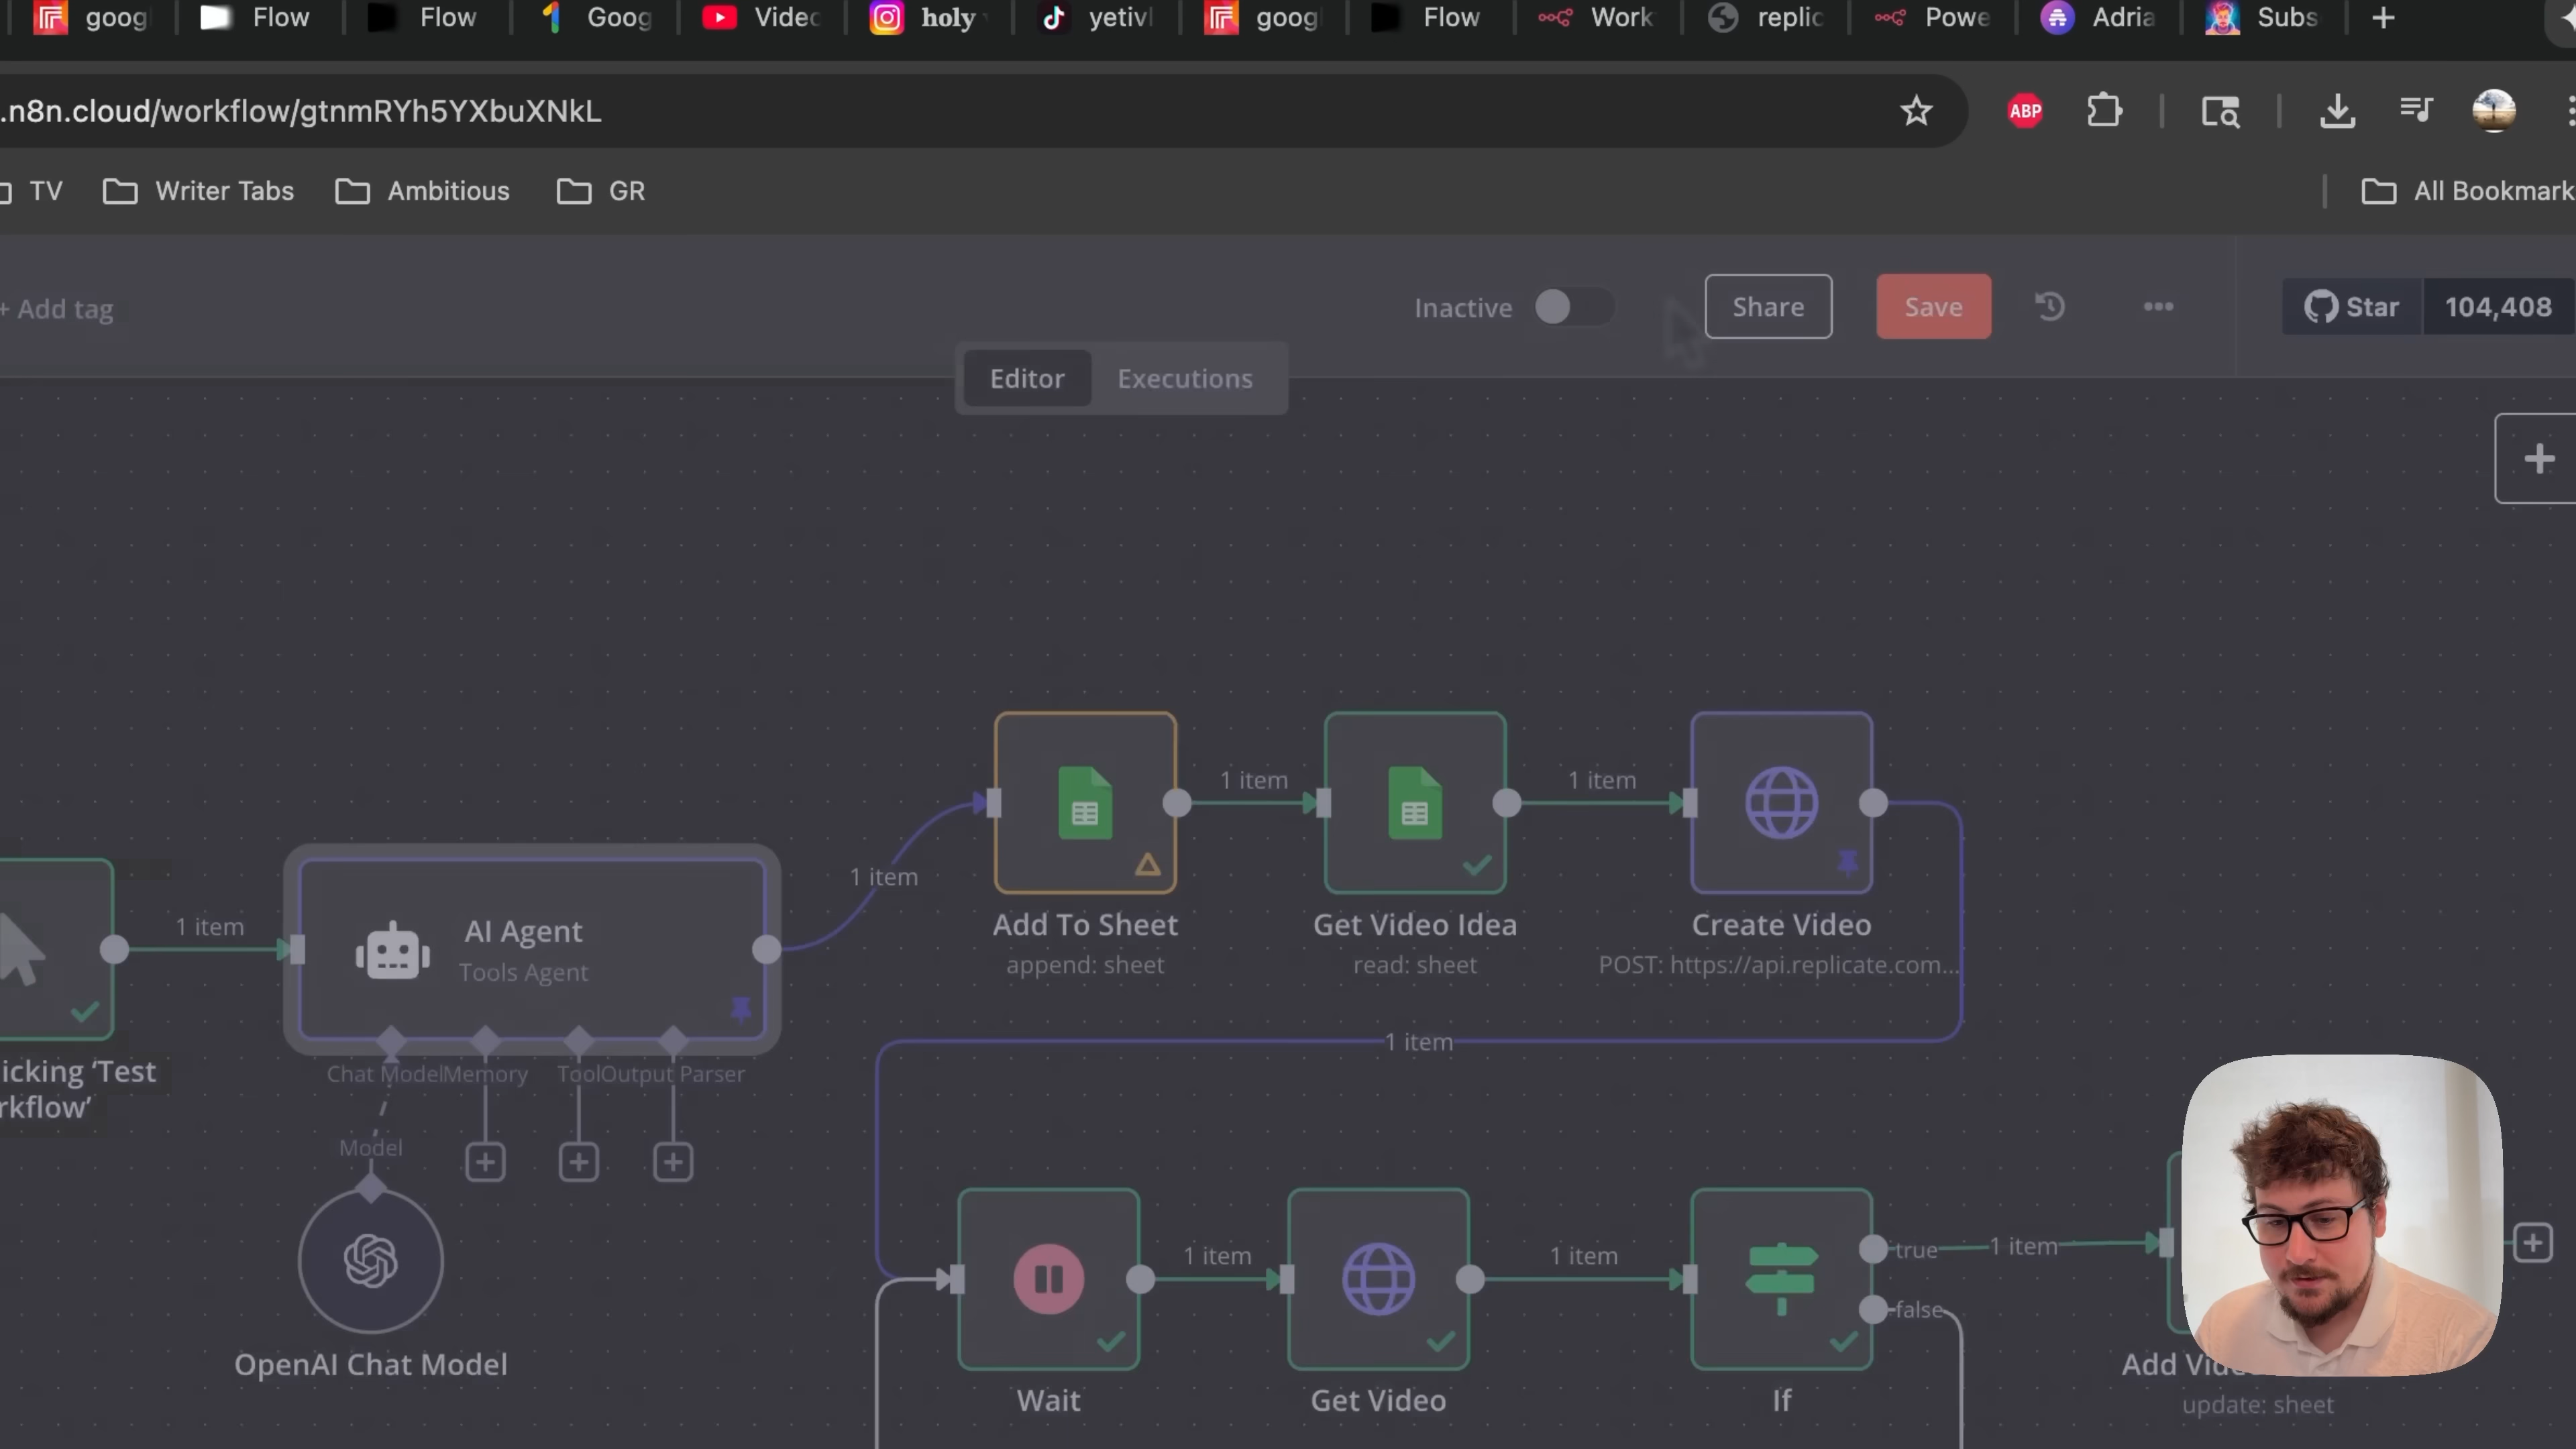 goog Flow Flow Goog Video holy yetivl goog Flow Work replic Powe Adria Subs
.n8n.cloud/workflow/gtnmRYh5YXbuXNkL
ABP
TV Writer Tabs Ambitious GR All Bookmark
+ Add tag
Inactive
Share
Save
Star 104,408
Editor Executions
1 item
1 item
1 item
1 item
AI Agent
Tools Agent
Add To Sheet
append: sheet
Get Video Idea
read: sheet
Create Video
POST: https://api.replicate.com...
1 item
icking 'Test
rkflow'
Chat Model Memory Tool Output Parser
Model
OpenAI Chat Model
1 item
1 item
true
1 item
false
Wait
Get Video
If
Add Vid
update: sheet